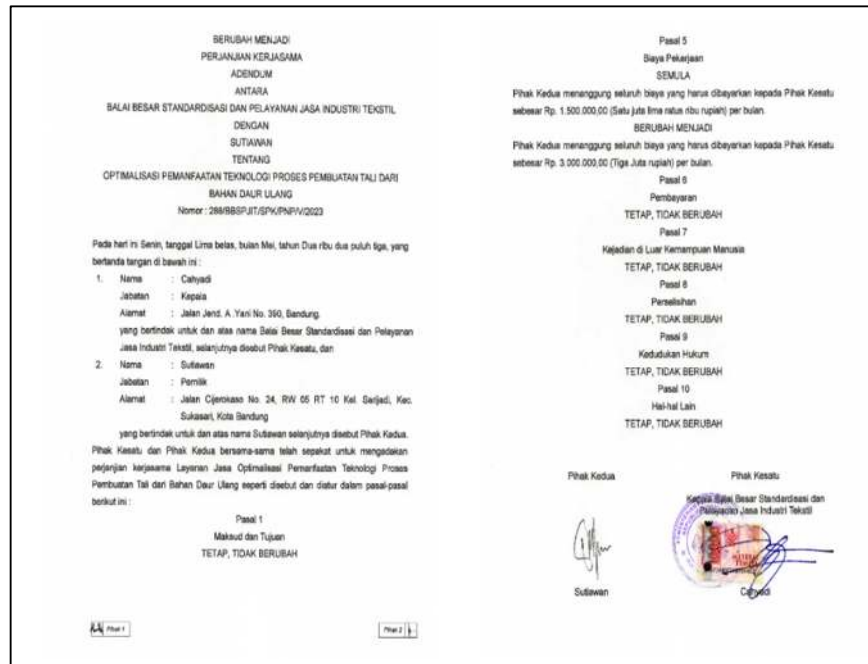 BERUBAH MENJADI
PERJANJIAN KERJASAMA
ADENDUM
ANTARA
BALAI BESAR STANDARDISASI DAN PELAYANAN JASA INDUSTRI TEKSTIL
DENGAN
SUTIAWAN
TENTANG
OPTIMALISASI PEMANFAATAN TEKNOLOGI PROSES PEMBUATAN TALI DARI
BAHAN DAUR ULANG
Nomor : 288/BBSPJIT/SPK/PNP/V/2023
Pada hari ini Senin, tanggal Lima belas, bulan Mei, tahun Dua ribu dua puluh tiga, yang
bertanda tangan di bawah ini :
1. Nama : Cahyadi
Jabatan : Kepala
Alamat : Jalan Jend. A .Yani No. 390, Bandung.
yang bertindak untuk dan atas nama Balai Besar Standardisasi dan Pelayanan
Jasa Industri Tekstil, selanjutnya disebut Pihak Kesatu, dan
2. Nama : Sutiawan
Jabatan : Pemilik
Alamat : Jalan Cijerokaso No. 24, RW 05 RT 10 Kel. Sarijadi, Kec.
Sukasari, Kota Bandung
yang bertindak untuk dan atas nama Sutiawan selanjutnya disebut Pihak Kedua.
Pihak Kesatu dan Pihak Kedua bersama-sama telah sepakat untuk mengadakan
perjanjian kerjasama Layanan Jasa Optimalisasi Pemanfaatan Teknologi Proses
Pembuatan Tali dari Bahan Daur Ulang seperti disebut dan diatur dalam pasal-pasal
berikut ini :
Pasal 1
Maksud dan Tujuan
TETAP, TIDAK BERUBAH
Pihak 1
Pihak 2
Pasal 5
Biaya Pekerjaan
SEMULA
Pihak Kedua menanggung seluruh biaya yang harus dibayarkan kepada Pihak Kesatu
sebesar Rp. 1.500.000,00 (Satu juta lima ratus ribu rupiah) per bulan.
BERUBAH MENJADI
Pihak Kedua menanggung seluruh biaya yang harus dibayarkan kepada Pihak Kesatu
sebesar Rp. 3.000.000,00 (Tiga Juta rupiah) per bulan.
Pasal 6
Pembayaran
TETAP, TIDAK BERUBAH
Pasal 7
Kejadian di Luar Kemampuan Manusia
TETAP, TIDAK BERUBAH
Pasal 8
Perselisihan
TETAP, TIDAK BERUBAH
Pasal 9
Kedudukan Hukum
TETAP, TIDAK BERUBAH
Pasal 10
Hal-hal Lain
TETAP, TIDAK BERUBAH
Pihak Kedua
Pihak Kesatu
Kepala Balai Besar Standardisasi dan
Pelayanan Jasa Industri Tekstil
Sutiawan
Cahyadi